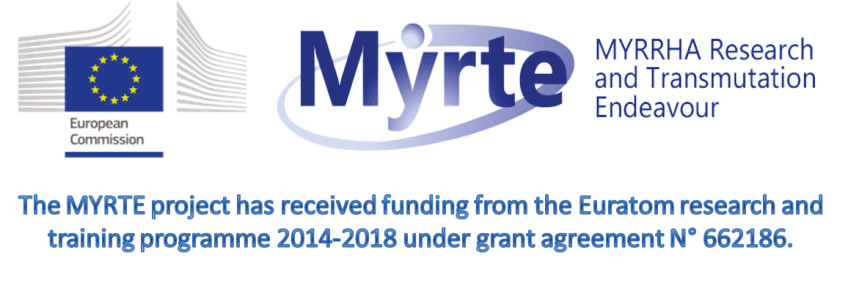 European
Commission
Myrte
MYRRHA Research
and Transmutation
Endeavour
The MYRTE project has received funding from the Euratom research and
training programme 2014-2018 under grant agreement N° 662186.